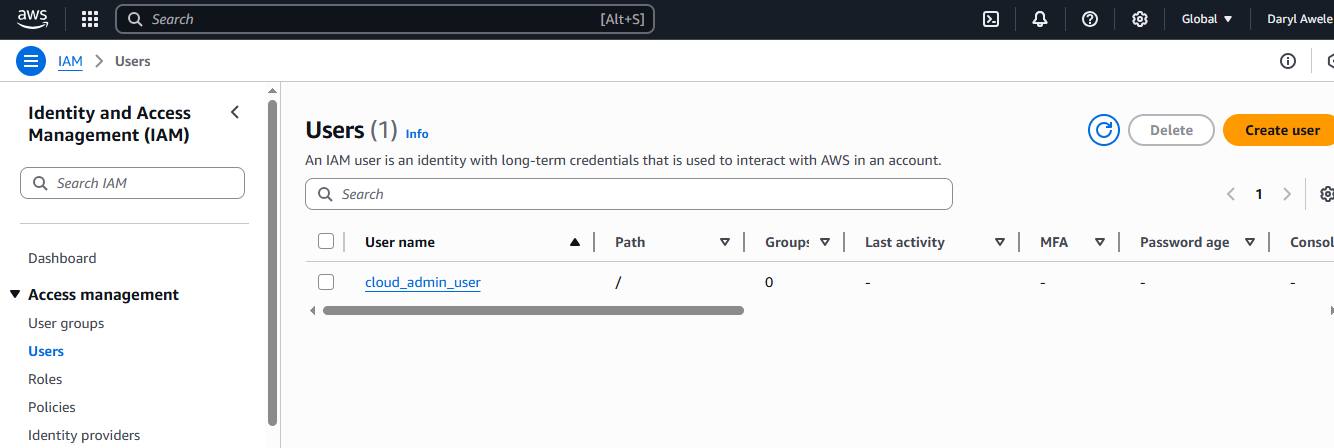 aws Search [Alt+S] Global Daryl Awele
IAM > Users
Identity and Access
Management (IAM)
Search IAM
Dashboard
Access management
User groups
Users
Roles
Policies
Identity providers
Users (1) Info
Delete
Create user
An IAM user is an identity with long-term credentials that is used to interact with AWS in an account.
Search
1
User name Path Groups Last activity MFA Password age Consol
cloud_admin_user / 0 - - - -